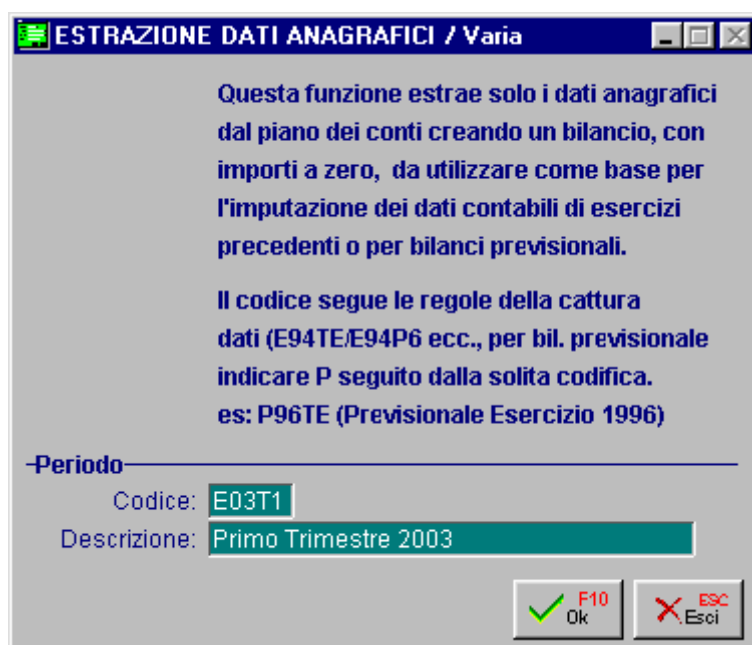 ESTRAZIONE DATI ANAGRAFICI / Varia
Questa funzione estrae solo i dati anagrafici
dal piano dei conti creando un bilancio, con
importi a zero, da utilizzare come base per
l'imputazione dei dati contabili di esercizi
precedenti o per bilanci previsionali.
Il codice segue le regole della cattura
dati (E94TE/E94P6 ecc., per bil. previsionale
indicare P seguito dalla solita codifica.
es: P96TE (Previsionale Esercizio 1996)
Periodo
Codice: E03T1
Descrizione: Primo Trimestre 2003
F10 ESC
Ok Esci